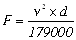 F = v² × d / 179000